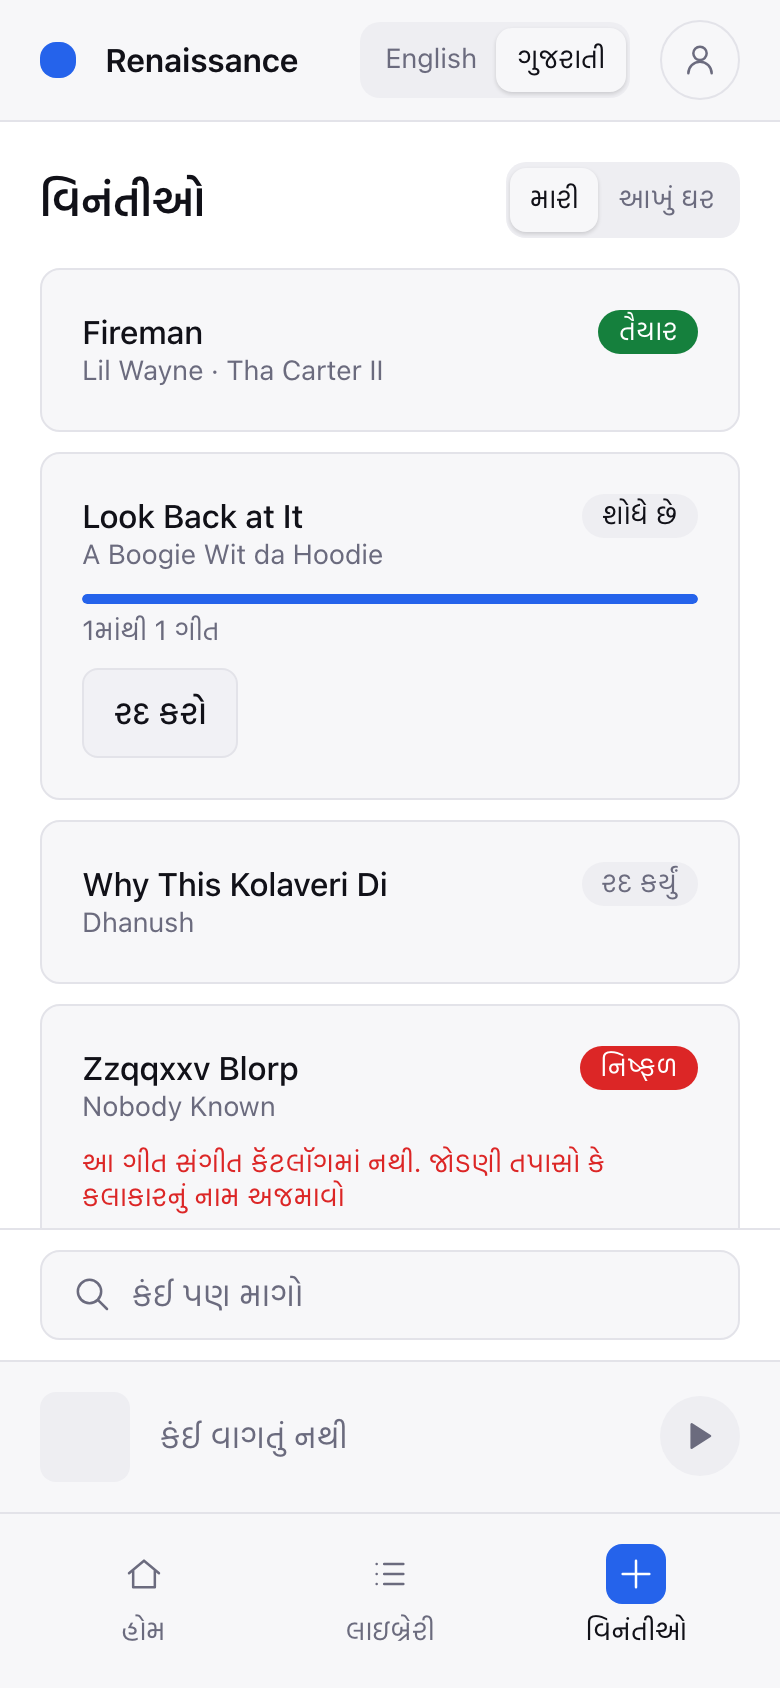 Renaissance
English
ગુજરાતી
વિનંતીઓ
મારી
આખું ઘર
Fireman
તૈયાર
Lil Wayne · Tha Carter II
Look Back at It
શોધે છે
A Boogie Wit da Hoodie
1માંથી 1 ગીત
રદ કરો
Why This Kolaveri Di
રદ કર્યું
Dhanush
Zzqqxxv Blorp
નિષ્ફળ
Nobody Known
આ ગીત સંગીત કૅટલૉગમાં નથી. જોડણી તપાસો કે
કલાકારનું નામ અજમાવો
કંઈ પણ માગો
કંઈ વાગતું નથી
હોમ
લાઇબ્રેરી
વિનંતીઓ